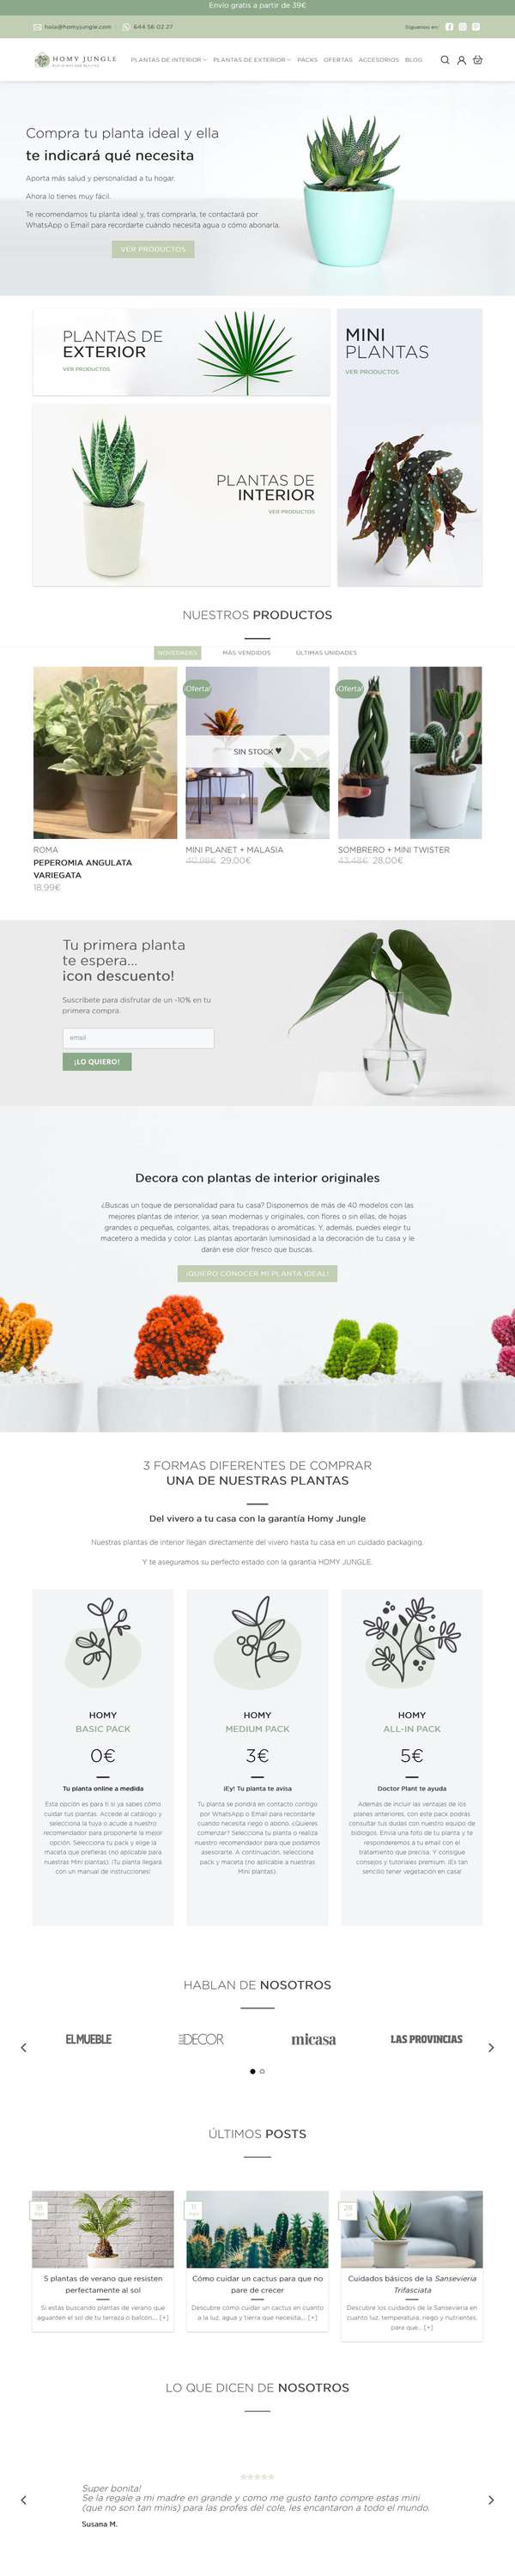 Envío gratis a partir de 39€
hola@homyjungle.com
644 56 02 27
Síguenos en:
HOMY JUNGLE
PLANTAS DE INTERIOR
PLANTAS DE EXTERIOR
PACKS
OFERTAS
ACCESORIOS
BLOG
Compra tu planta ideal y ella
te indicará qué necesita
Aporta más salud y personalidad a tu hogar.
Ahora lo tienes muy fácil.
Te recomendamos tu planta ideal y, tras comprarla, te contactará por
WhatsApp o Email para recordarte cuándo necesita agua o cómo abonarla.
VER PRODUCTOS
PLANTAS DE
EXTERIOR
VER PRODUCTOS
MINI
PLANTAS
VER PRODUCTOS
PLANTAS DE
INTERIOR
VER PRODUCTOS
NUESTROS PRODUCTOS
NOVEDADES
MÁS VENDIDOS
ÚLTIMAS UNIDADES
¡Oferta!
SIN STOCK ♥
¡Oferta!
ROMA
PEPEROMIA ANGULATA
VARIEGATA
18,99€
MINI PLANET + MALASIA
40,98€ 29,00€
SOMBRERO + MINI TWISTER
43,48€ 28,00€
Tu primera planta
te espera...
¡con descuento!
Suscríbete para disfrutar de un -10% en tu
primera compra.
email
¡LO QUIERO!
Decora con plantas de interior originales
¿Buscas un toque de personalidad para tu casa? Disponemos de más de 40 modelos con las
mejores plantas de interior, ya sean modernas y originales, con flores o sin ellas, de hojas
grandes o pequeñas, colgantes, altas, trepadoras o aromáticas. Y, además, puedes elegir tu
macetero a medida y color. Las plantas aportarán luminosidad a la decoración de tu casa y le
darán ese olor fresco que buscas.
¡QUIERO CONOCER MI PLANTA IDEAL!
3 FORMAS DIFERENTES DE COMPRAR
UNA DE NUESTRAS PLANTAS
Del vivero a tu casa con la garantía Homy Jungle
Nuestras plantas de interior llegan directamente del vivero hasta tu casa en un cuidado packaging.
Y te aseguramos su perfecto estado con la garantía HOMY JUNGLE.
HOMY
BASIC PACK
0€
Tu planta online a medida
Esta opción es para ti si ya sabes cómo
cuidar tus plantas. Accede al catálogo y
selecciona la tuya o acude a nuestro
recomendador para proponerte la mejor
opción. Selecciona tu pack y elige la
maceta que prefieras (no aplicable para
nuestras Mini plantas). ¡Tu planta llegará
con un manual de instrucciones!
HOMY
MEDIUM PACK
3€
¡Ey! Tu planta te avisa
Tu planta se pondrá en contacto contigo
por WhatsApp o Email para recordarte
cuándo necesita riego o abono. ¿Quieres
comenzar? Selecciona tu planta o realiza
nuestro recomendador para que podamos
asesorarte. A continuación, selecciona
pack y maceta (no aplicable a nuestras
Mini plantas).
HOMY
ALL-IN PACK
5€
Doctor Plant te ayuda
Además de incluir las ventajas de los
planes anteriores, con este pack podrás
consultar tus dudas con nuestro equipo de
biólogos. Envía una foto de tu planta y te
responderemos a tu email con el
tratamiento que precisa. Y consigue
consejos y tutoriales premium. ¡Es tan
sencillo tener vegetación en casa!
HABLAN DE NOSOTROS
EL MUEBLE
ELLE DECOR
micasa
LAS PROVINCIAS
ÚLTIMOS POSTS
18
11
28
5 plantas de verano que resisten
perfectamente al sol
Si estás buscando plantas de verano que
aguanten el sol de tu terraza o balcón,... [+]
Cómo cuidar un cactus para que no
pare de crecer
Descubre cómo cuidar un cactus en cuanto
a la luz, agua y tierra que necesita,... [+]
Cuidados básicos de la Sansevieria
Trifasciata
Descubre los cuidados de la Sansevieria en
cuanto luz, temperatura, riego y nutrientes,
para que... [+]
LO QUE DICEN DE NOSOTROS
Super bonita!
Se la regale a mi madre en grande y como me gusto tanto compre estas mini
(que no son tan minis) para las profes del cole, les encantaron a todo el mundo.
Susana M.